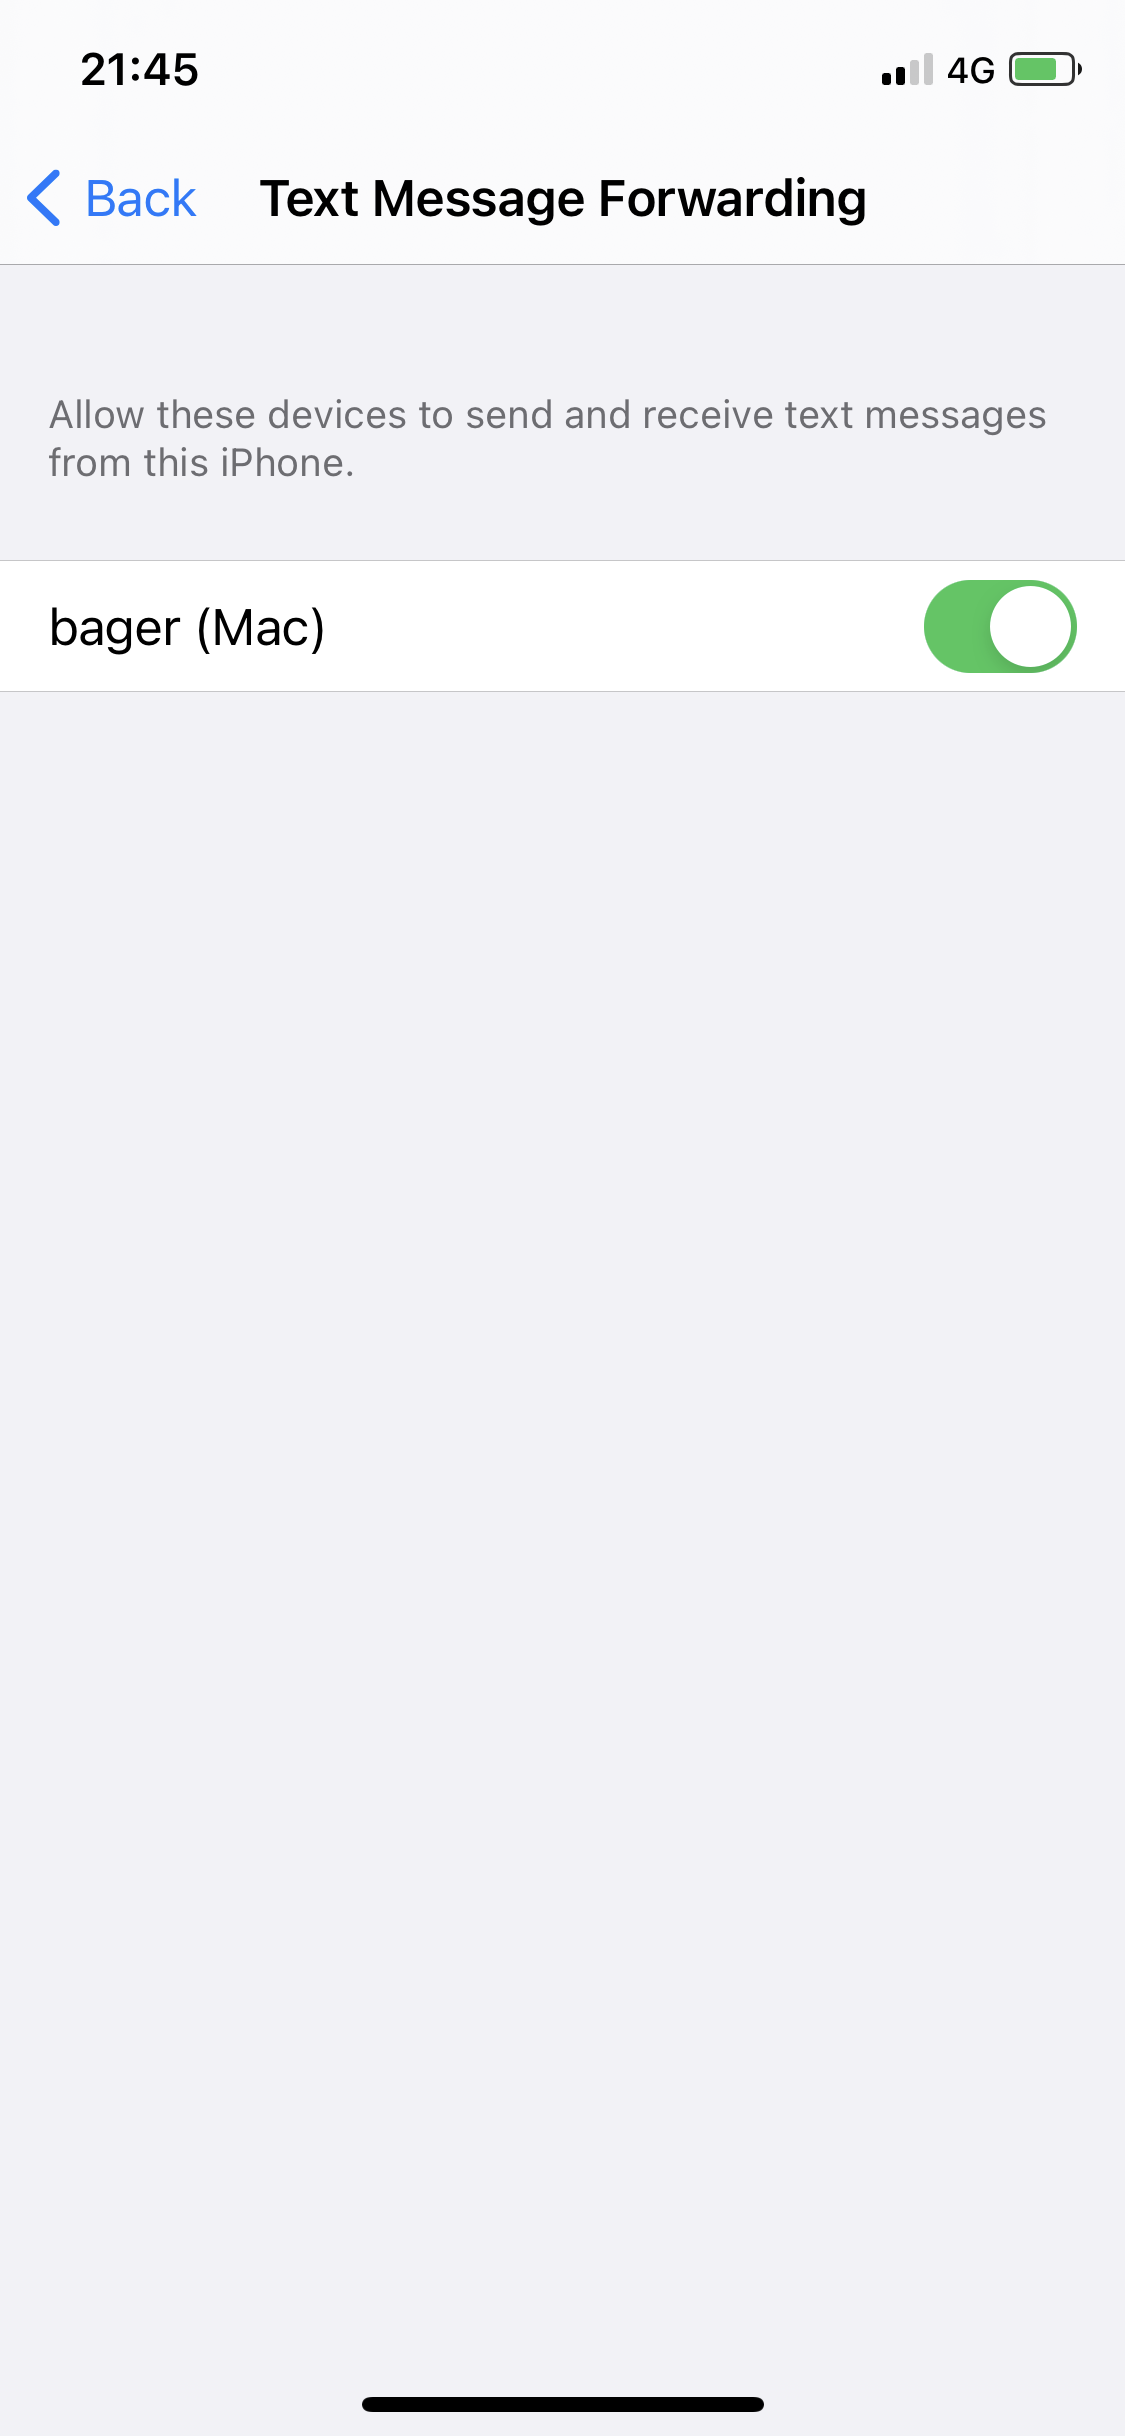 21:45
4G
Back
Text Message Forwarding
Allow these devices to send and receive text messages
from this iPhone.
bager (Mac)